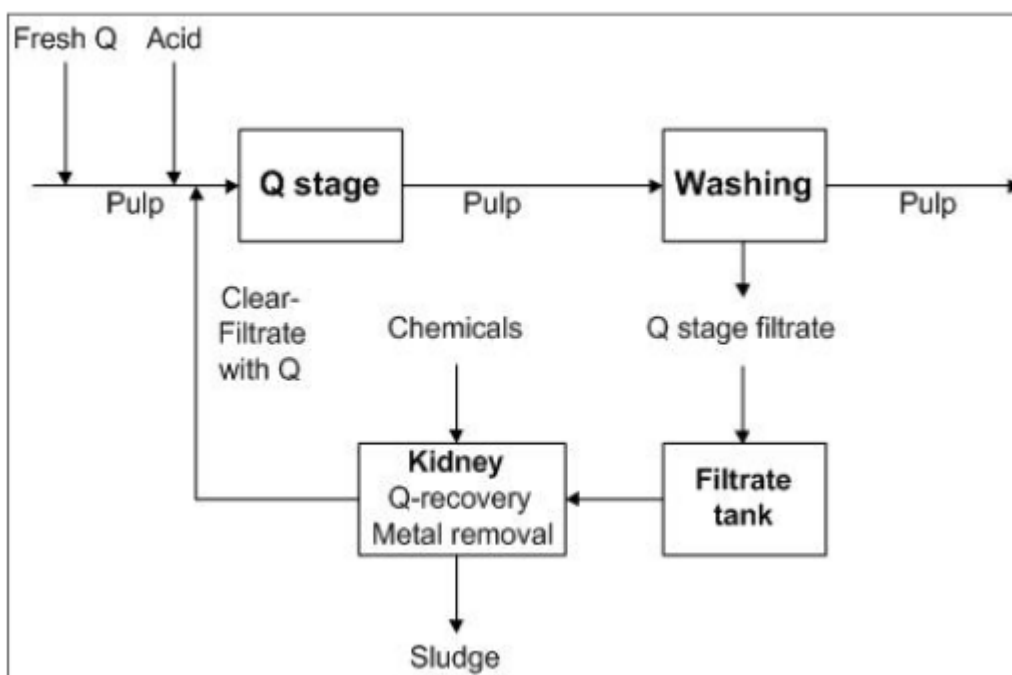 Fresh Q Acid
Q stage
Washing
Pulp
Pulp
Pulp
Clear-
Filtrate
with Q
Chemicals
Q stage filtrate
Kidney
Q-recovery
Metal removal
Filtrate
tank
Sludge